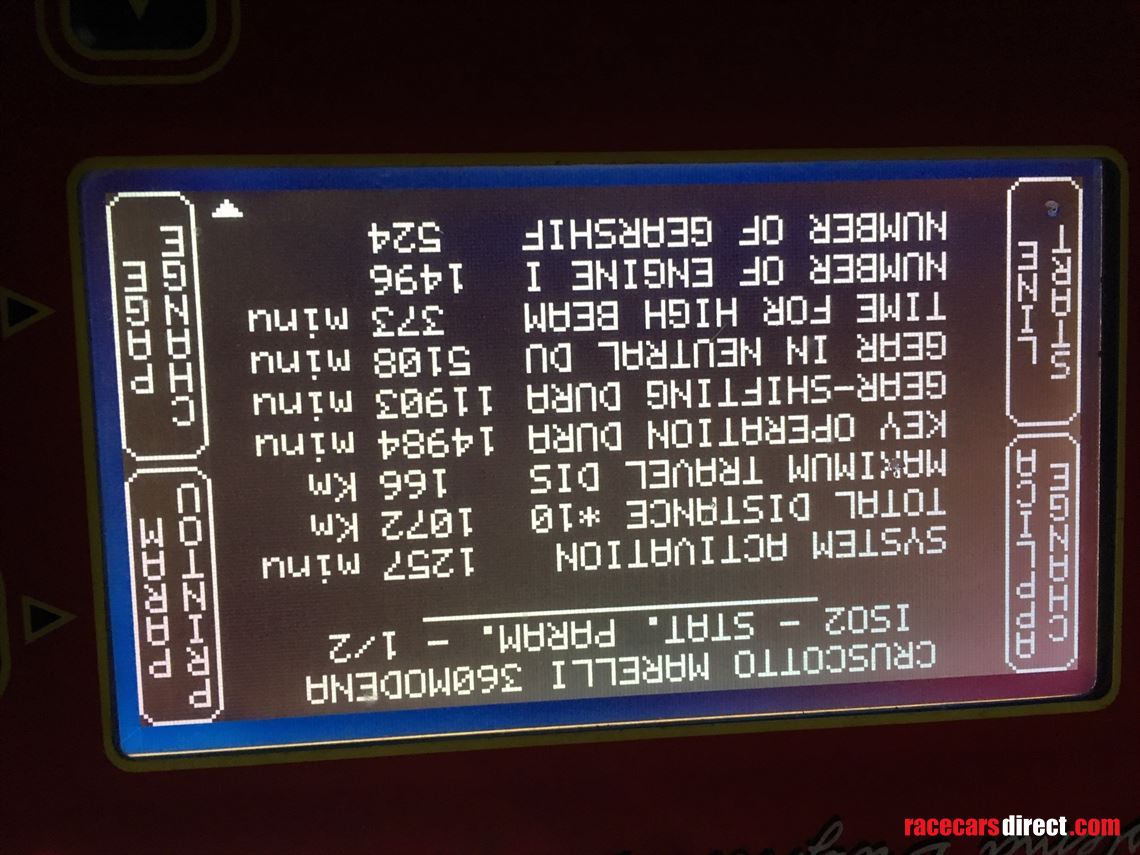 CRUSCOTTO MARELLI 360MODENA
ISO2 - STAT. PARAM. - 1/2
SYSTEM ACTIVATION 1257 minu
TOTAL DISTANCE *10 1072 Km
MAXIMUM TRAVEL DIS 166 Km
KEY OPERATION DURA 14984 minu
GEAR-SHIFTING DURA 11903 minu
GEAR IN NEUTRAL DU 5108 minu
TIME FOR HIGH BEAM 373 minu
NUMBER OF ENGINE I 1496
NUMBER OF GEARSHIF 524
CHANGE
APPLICA
START
LINE
PARAM
CHANGE
PAGE
racecarsdirect.com